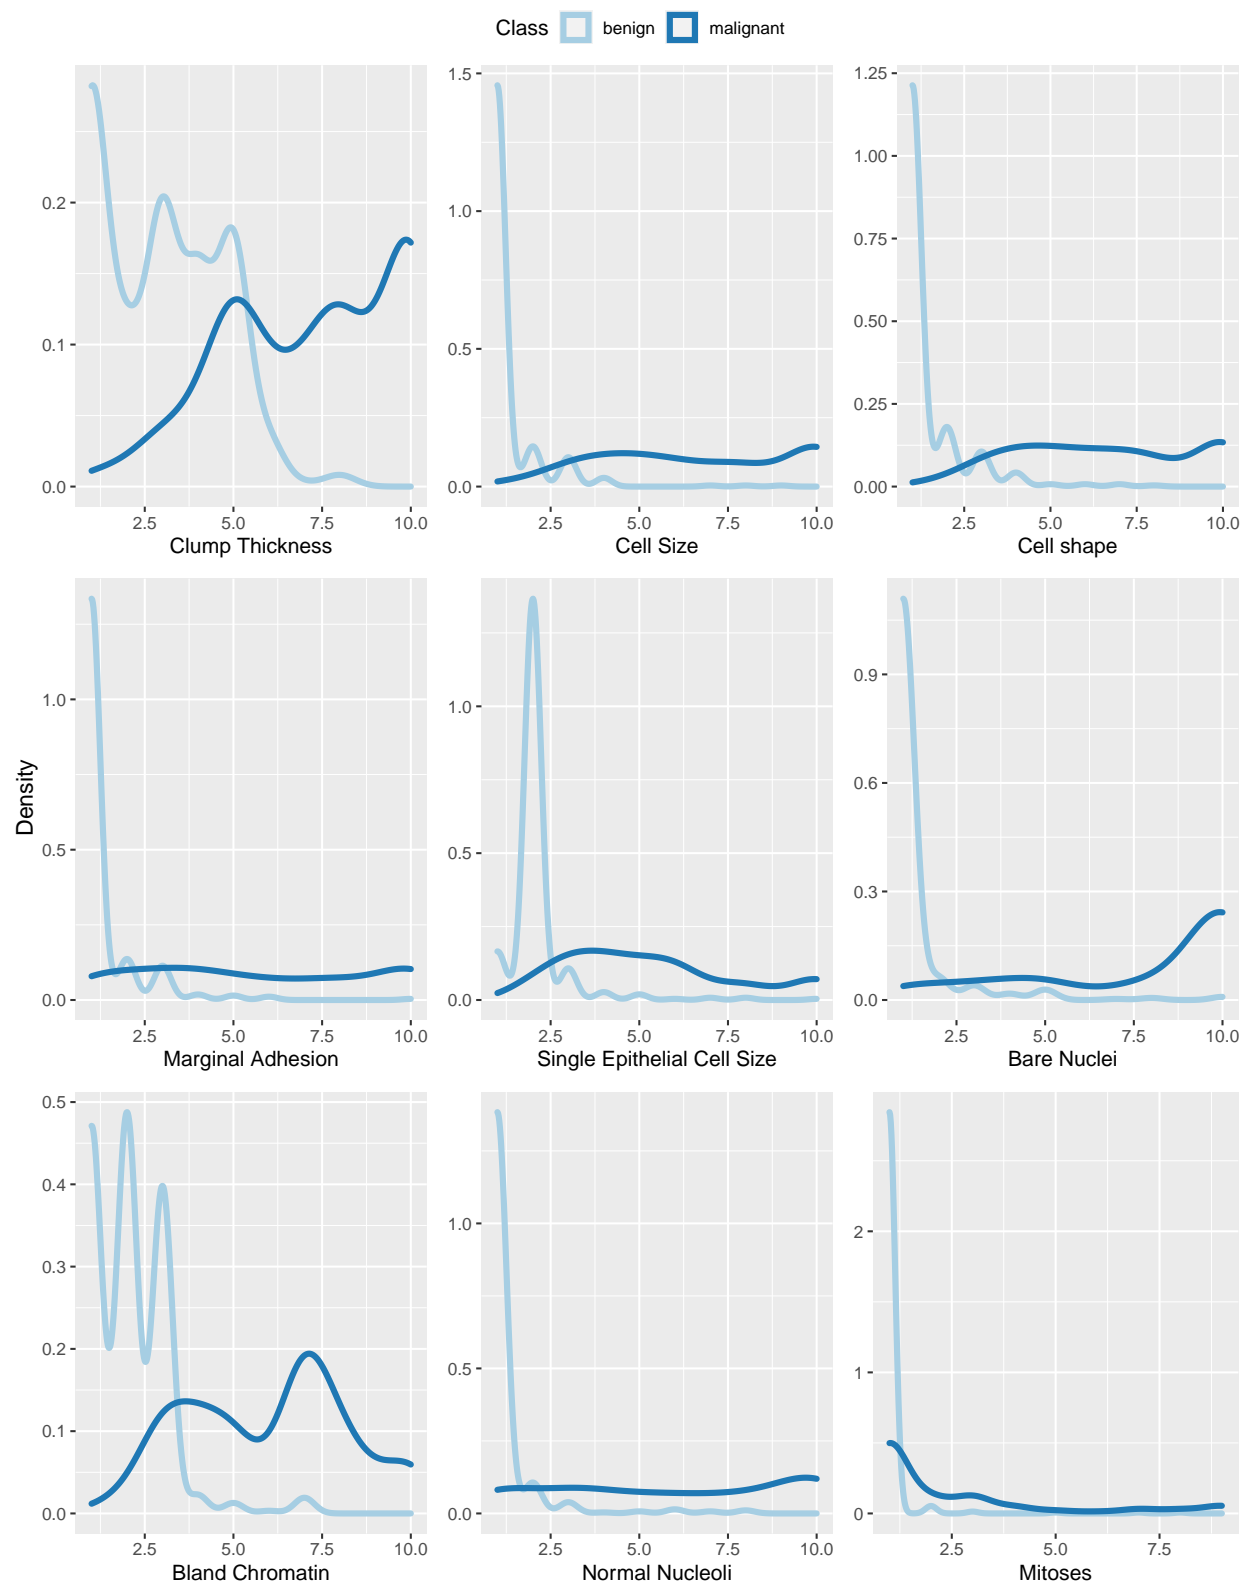 Class benign malignant
0.2
0.1
0.0
2.5 5.0 7.5 10.0
Clump Thickness
1.5
1.0
0.5
0.0
2.5 5.0 7.5 10.0
Cell Size
1.25
1.00
0.75
0.50
0.25
0.00
2.5 5.0 7.5 10.0
Cell shape
Density
1.0
0.5
0.0
2.5 5.0 7.5 10.0
Marginal Adhesion
1.0
0.5
0.0
2.5 5.0 7.5 10.0
Single Epithelial Cell Size
0.9
0.6
0.3
0.0
2.5 5.0 7.5 10.0
Bare Nuclei
0.5
0.4
0.3
0.2
0.1
0.0
2.5 5.0 7.5 10.0
Bland Chromatin
1.0
0.5
0.0
2.5 5.0 7.5 10.0
Normal Nucleoli
2
1
0
2.5 5.0 7.5
Mitoses